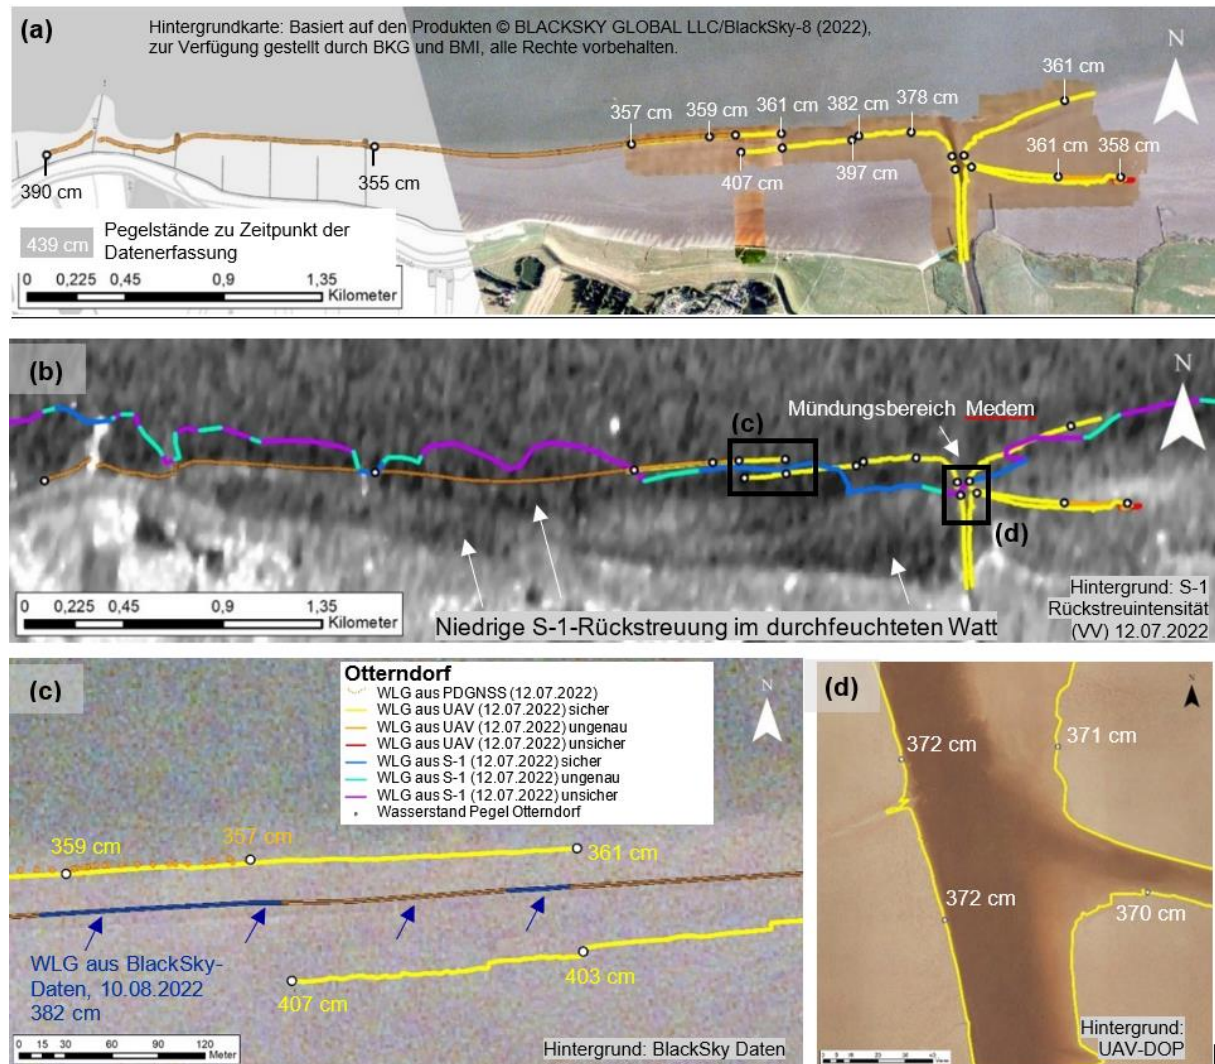 (a)
Hintergrundkarte: Basiert auf den Produkten © BLACKSKY GLOBAL LLC/BlackSky-8 (2022),
zur Verfügung gestellt durch BKG und BMI, alle Rechte vorbehalten.
N
361 cm
357 cm
359 cm
361 cm
382 cm
378 cm
361 cm
358 cm
407 cm
397 cm
390 cm
355 cm
439 cm
Pegelstände zu Zeitpunkt der
Datenerfassung
0 0,225 0,45 0,9 1,35
Kilometer
(b)
N
Mündungsbereich Medem
(c)
(d)
0 0,225 0,45 0,9 1,35
Kilometer
Niedrige S-1-Rückstreuung im durchfeuchteten Watt
Hintergrund: S-1
Rückstreuintensität
(VV) 12.07.2022
(c)
Otterndorf
WLG aus PDGNSS (12.07.2022)
WLG aus UAV (12.07.2022) sicher
WLG aus UAV (12.07.2022) ungenau
WLG aus UAV (12.07.2022) unsicher
WLG aus S-1 (12.07.2022) sicher
WLG aus S-1 (12.07.2022) ungenau
WLG aus S-1 (12.07.2022) unsicher
Wasserstand Pegel Otterndorf
N
359 cm
357 cm
361 cm
WLG aus BlackSky-
Daten, 10.08.2022
382 cm
407 cm
403 cm
0 15 30 60 90 120
Meter
Hintergrund: BlackSky Daten
(d)
N
372 cm
371 cm
372 cm
370 cm
Hintergrund:
UAV-DOP